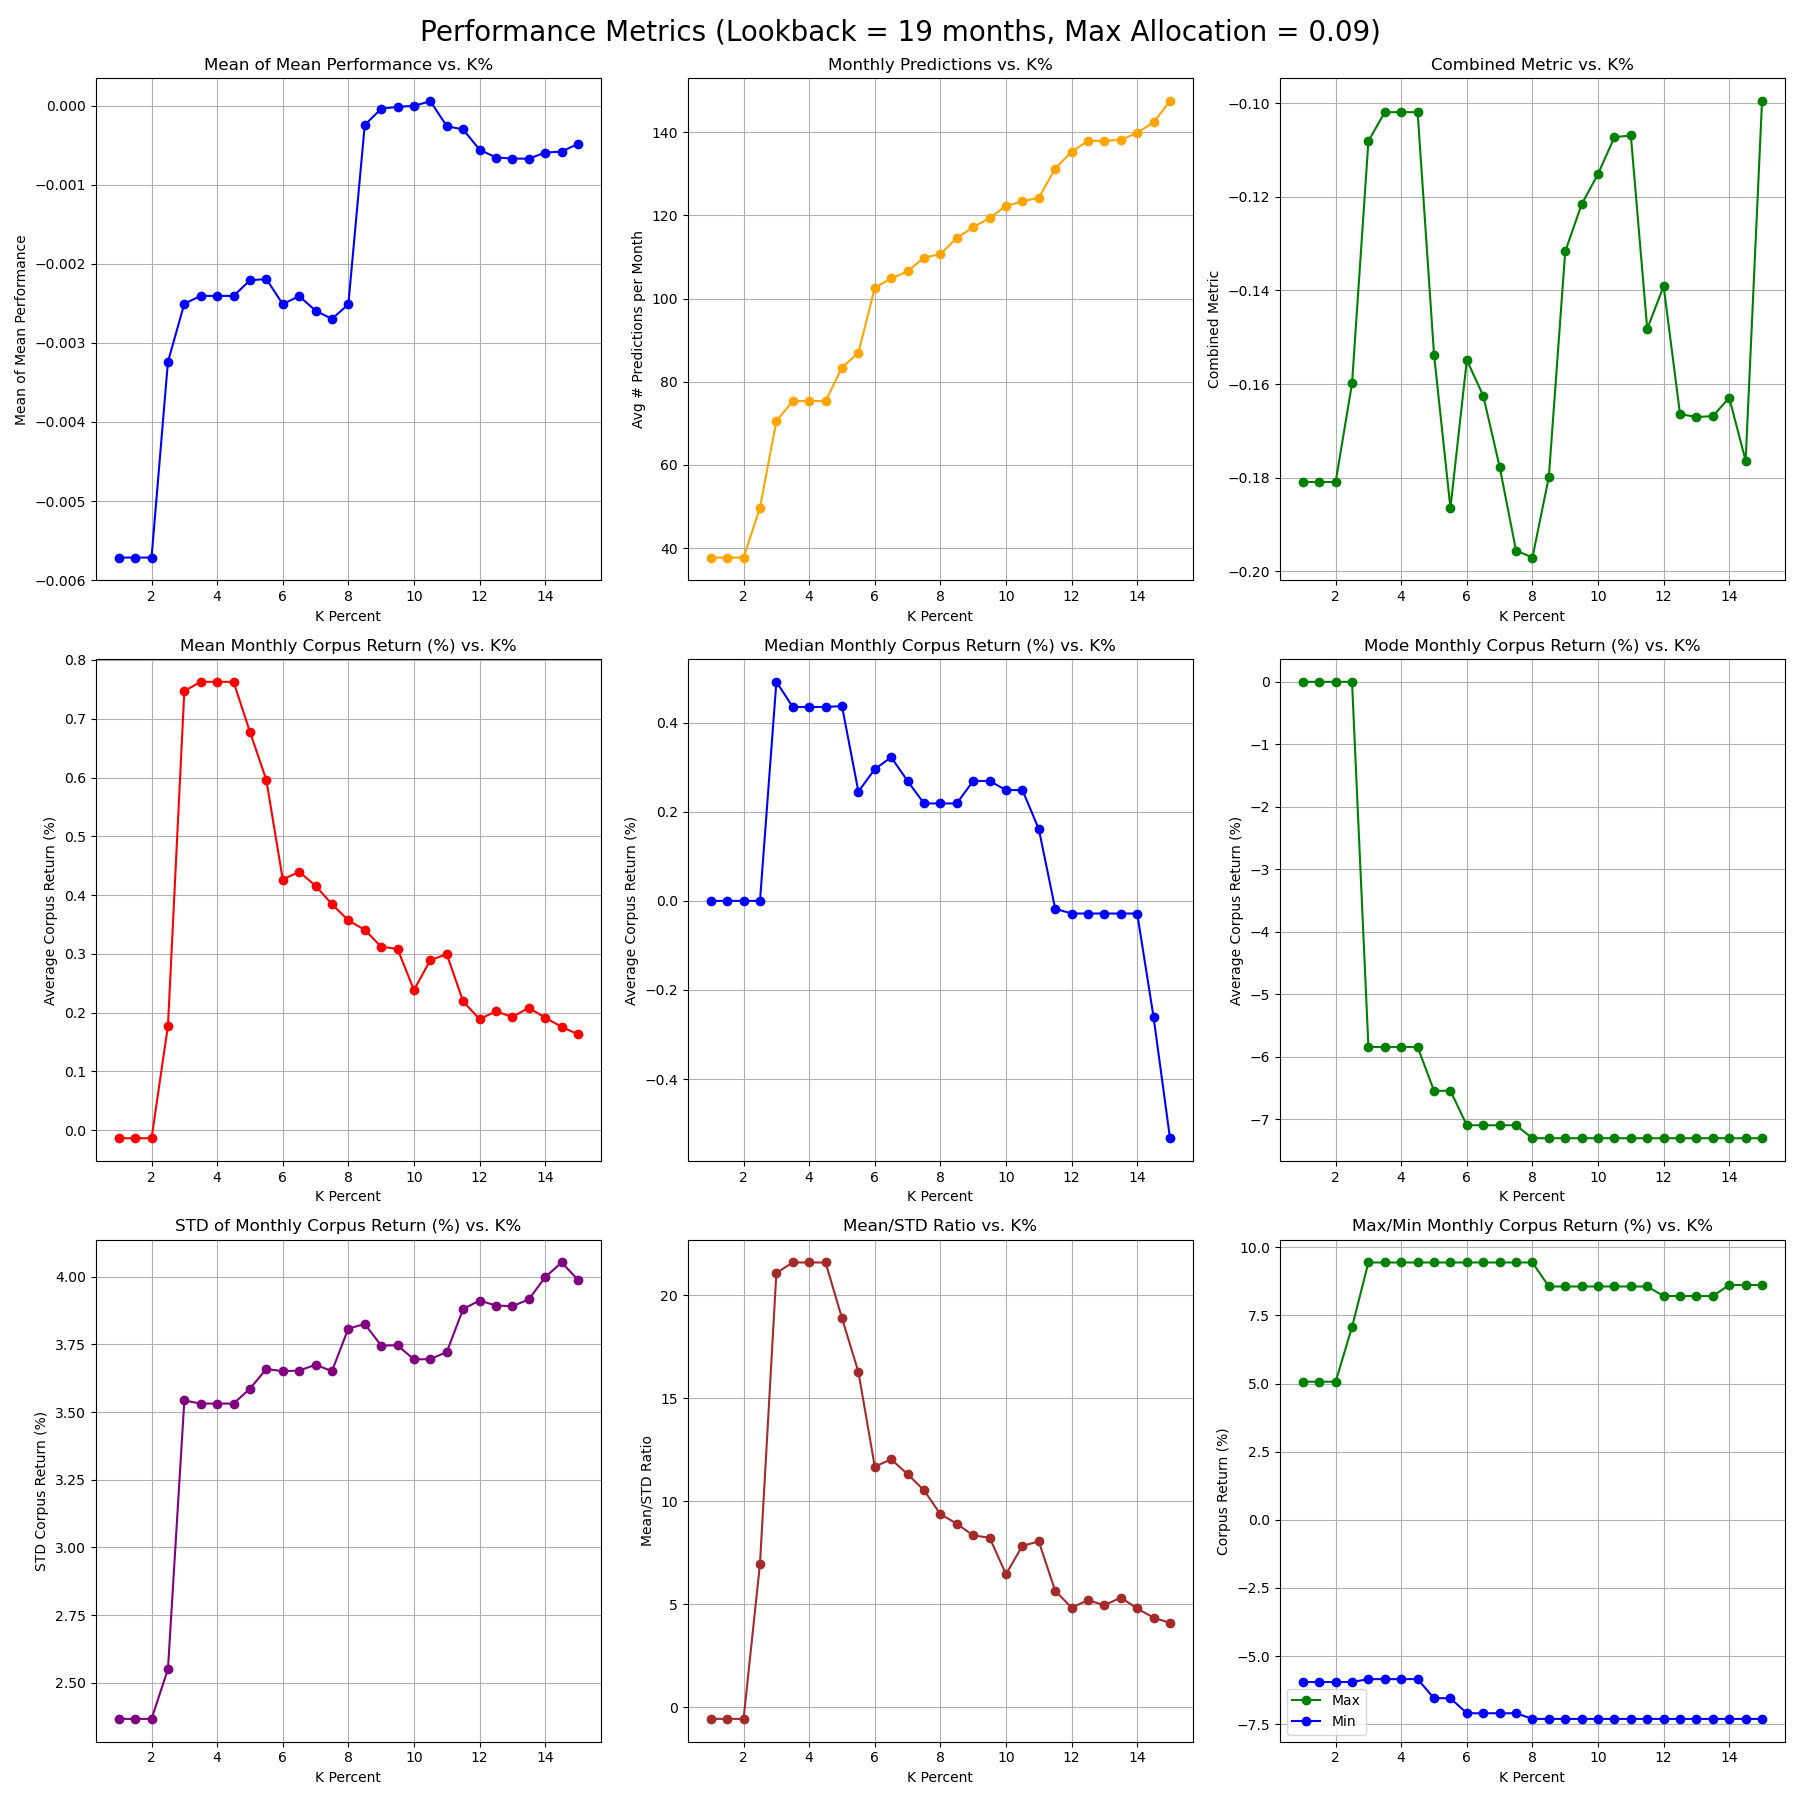 Performance Metrics (Lookback = 19 months, Max Allocation = 0.09)
Mean of Mean Performance vs. K%
Mean of Mean Performance
0.000
−0.001
−0.002
−0.003
−0.004
−0.005
−0.006
2 4 6 8 10 12 14
K Percent
Monthly Predictions vs. K%
Avg # Predictions per Month
140
120
100
80
60
40
2 4 6 8 10 12 14
K Percent
Combined Metric vs. K%
Combined Metric
−0.10
−0.12
−0.14
−0.16
−0.18
−0.20
2 4 6 8 10 12 14
K Percent
Mean Monthly Corpus Return (%) vs. K%
Average Corpus Return (%)
0.8
0.7
0.6
0.5
0.4
0.3
0.2
0.1
0.0
2 4 6 8 10 12 14
K Percent
Median Monthly Corpus Return (%) vs. K%
Average Corpus Return (%)
0.4
0.2
0.0
−0.2
−0.4
2 4 6 8 10 12 14
K Percent
Mode Monthly Corpus Return (%) vs. K%
Average Corpus Return (%)
0
−1
−2
−3
−4
−5
−6
−7
2 4 6 8 10 12 14
K Percent
STD of Monthly Corpus Return (%) vs. K%
STD Corpus Return (%)
4.00
3.75
3.50
3.25
3.00
2.75
2.50
2 4 6 8 10 12 14
K Percent
Mean/STD Ratio vs. K%
Mean/STD Ratio
20
15
10
5
0
2 4 6 8 10 12 14
K Percent
Max/Min Monthly Corpus Return (%) vs. K%
Corpus Return (%)
10.0
7.5
5.0
2.5
0.0
−2.5
−5.0
−7.5
Max
Min
2 4 6 8 10 12 14
K Percent